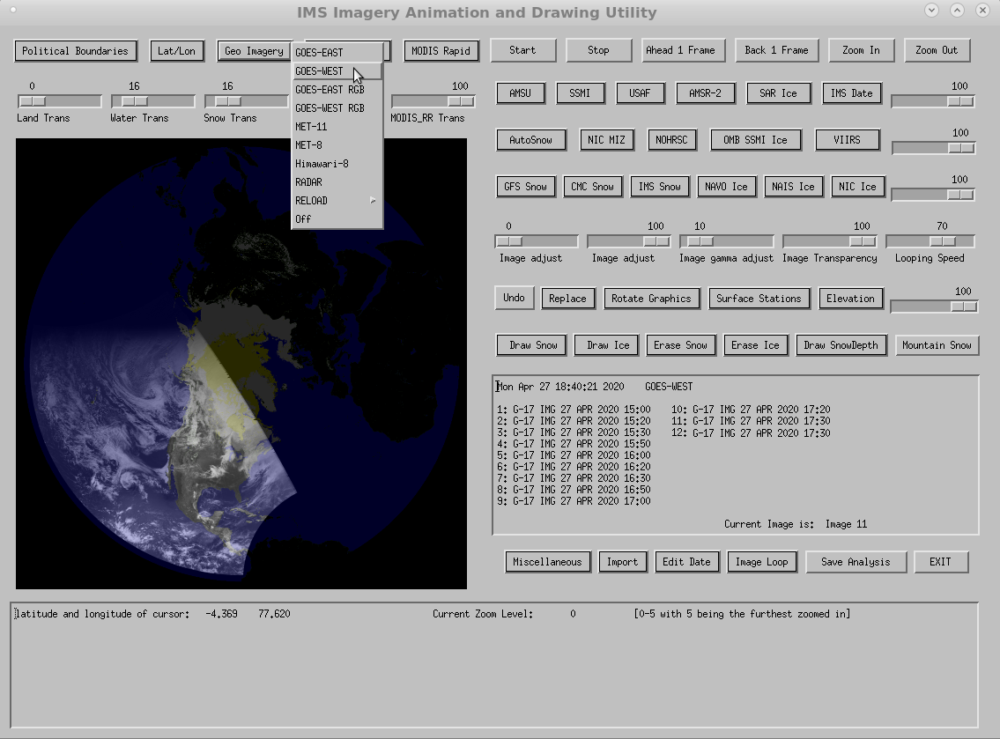 IMS Imagery Animation and Drawing Utility
Political Boundaries Lat/Lon Geo Imagery MODIS Rapid Start Stop Ahead 1 Frame Back 1 Frame Zoom In Zoom Out
GOES-EAST
GOES-WEST
GOES-EAST RGB
GOES-WEST RGB
MET-11
MET-8
Himawari-8
RADAR
RELOAD
Off
0 16 16 100
Land Trans Water Trans Snow Trans MODIS_RR Trans
AMSU SSMI USAF AMSR-2 SAR Ice IMS Date 100
AutoSnow NIC MIZ NOHRSC OMB SSMI Ice VIIRS 100
GFS Snow CMC Snow IMS Snow NAVO Ice NAIS Ice NIC Ice 100
0 100 10 100 70
Image adjust Image adjust Image gamma adjust Image Transparency Looping Speed
Undo Replace Rotate Graphics Surface Stations Elevation 100
Draw Snow Draw Ice Erase Snow Erase Ice Draw SnowDepth Mountain Snow
Mon Apr 27 18:40:21 2020 GOES-WEST
1: G-17 IMG 27 APR 2020 15:00 10: G-17 IMG 27 APR 2020 17:20
2: G-17 IMG 27 APR 2020 15:20 11: G-17 IMG 27 APR 2020 17:30
3: G-17 IMG 27 APR 2020 15:30 12: G-17 IMG 27 APR 2020 17:30
4: G-17 IMG 27 APR 2020 15:50
5: G-17 IMG 27 APR 2020 16:00
6: G-17 IMG 27 APR 2020 16:20
7: G-17 IMG 27 APR 2020 16:30
8: G-17 IMG 27 APR 2020 16:50
9: G-17 IMG 27 APR 2020 17:00
Current Image is: Image 11
Miscellaneous Import Edit Date Image Loop Save Analysis EXIT
latitude and longitude of cursor: -4.369 77.620 Current Zoom Level: 0 [0-5 with 5 being the furthest zoomed in]